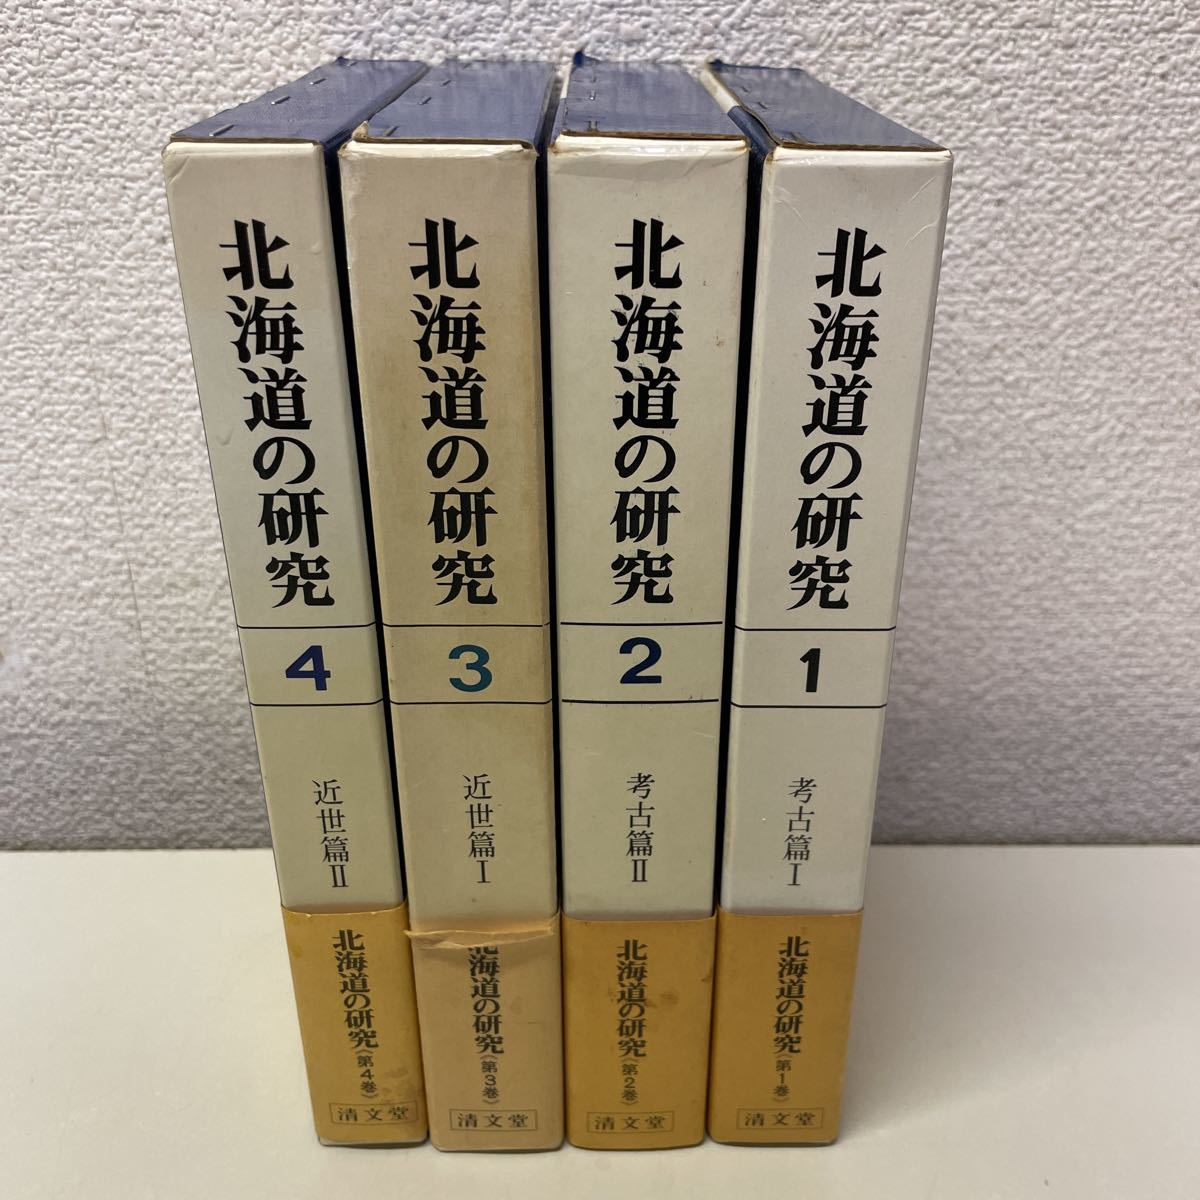 北海道の研究
4
近世篇Ⅱ
北海道の研究《第4巻》
清文堂
北海道の研究
3
近世篇Ⅰ
北海道の研究《第3巻》
清文堂
北海道の研究
2
考古篇Ⅱ
北海道の研究《第2巻》
清文堂
北海道の研究
1
考古篇Ⅰ
北海道の研究《第1巻》
清文堂